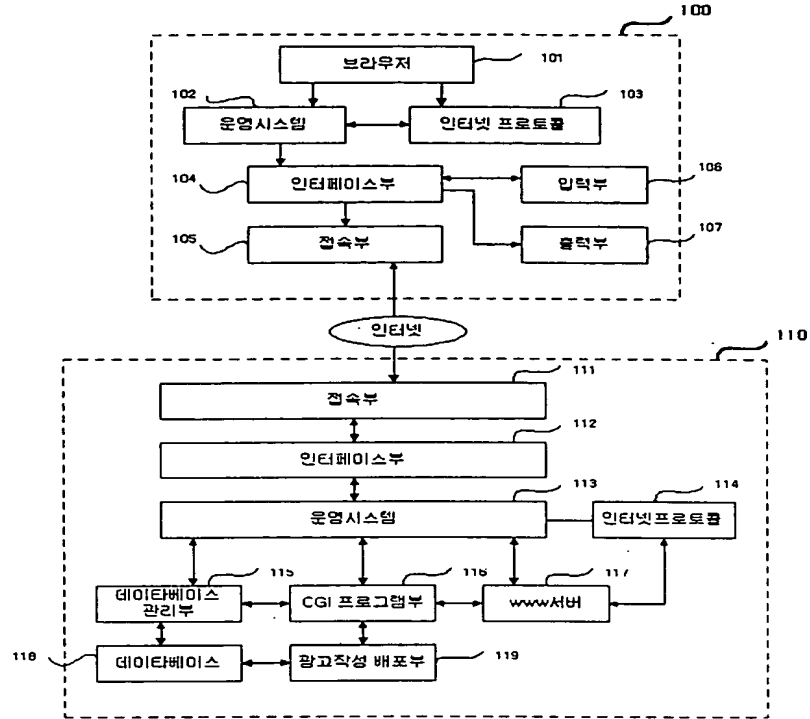 100
브라우저
101
102
103
운영시스템
인터넷 프로토콜
104
인터페이스부
입력부
106
105
접속부
출력부
107
인터넷
110
111
접속부
112
인터페이스부
113
114
운영시스템
인터넷프로토콜
115
116
117
데이타베이스
관리부
CGI 프로그램부
www서버
118
데이타베이스
광고작성 배포부
119